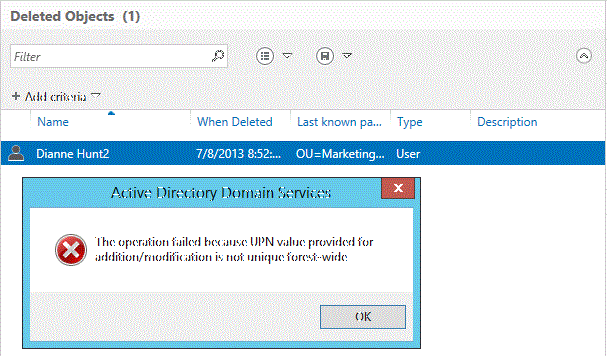 Deleted Objects (1)
Filter
+ Add criteria
Name When Deleted Last known pa... Type Description
Dianne Hunt2 7/8/2013 8:52:... OU=Marketing... User
Active Directory Domain Services
x
The operation failed because UPN value provided for
addition/modification is not unique forest-wide
OK